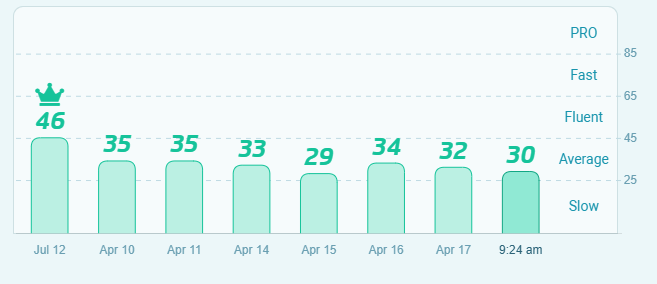 PRO
85
Fast
65
Fluent
46
45
35
35
33
29
34
32
30
Average
25
Slow
Jul 12
Apr 10
Apr 11
Apr 14
Apr 15
Apr 16
Apr 17
9:24 am